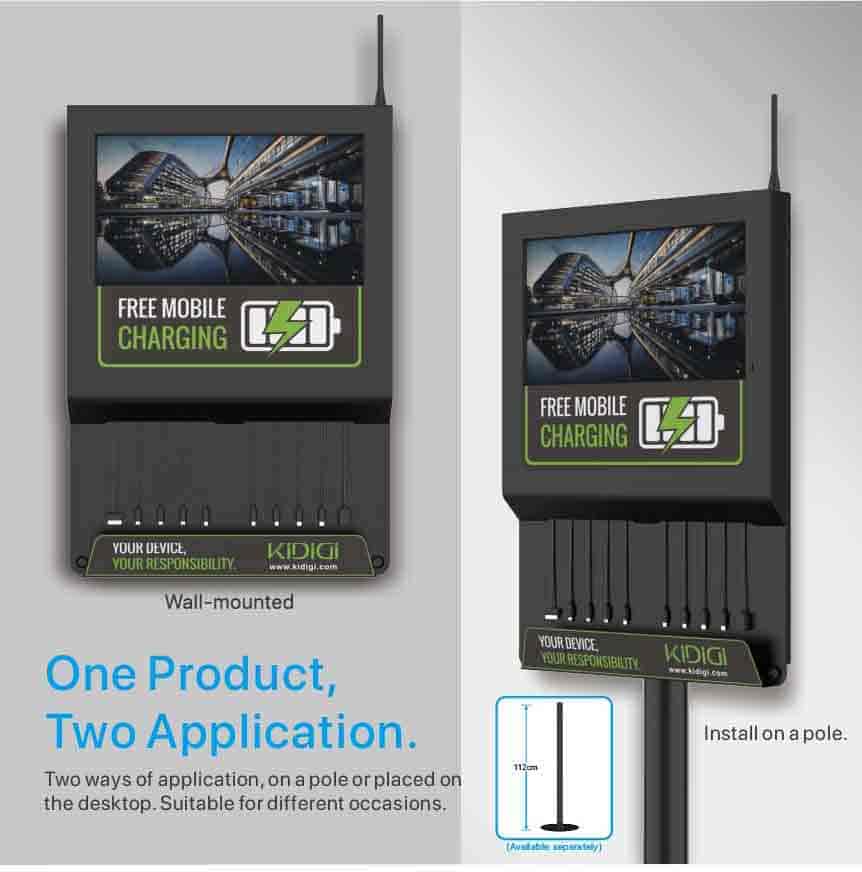 FREE MOBILE
CHARGING
YOUR DEVICE,
YOUR RESPONSIBILITY.
KIDIGI
www.kidigi.com
Wall-mounted
One Product,
Two Application.
Two ways of application, on a pole or placed on
the desktop. Suitable for different occasions.
FREE MOBILE
CHARGING
YOUR DEVICE,
YOUR RESPONSIBILITY.
KIDIGI
www.kidigi.com
Install on a pole.
112cm
(Available seperately)